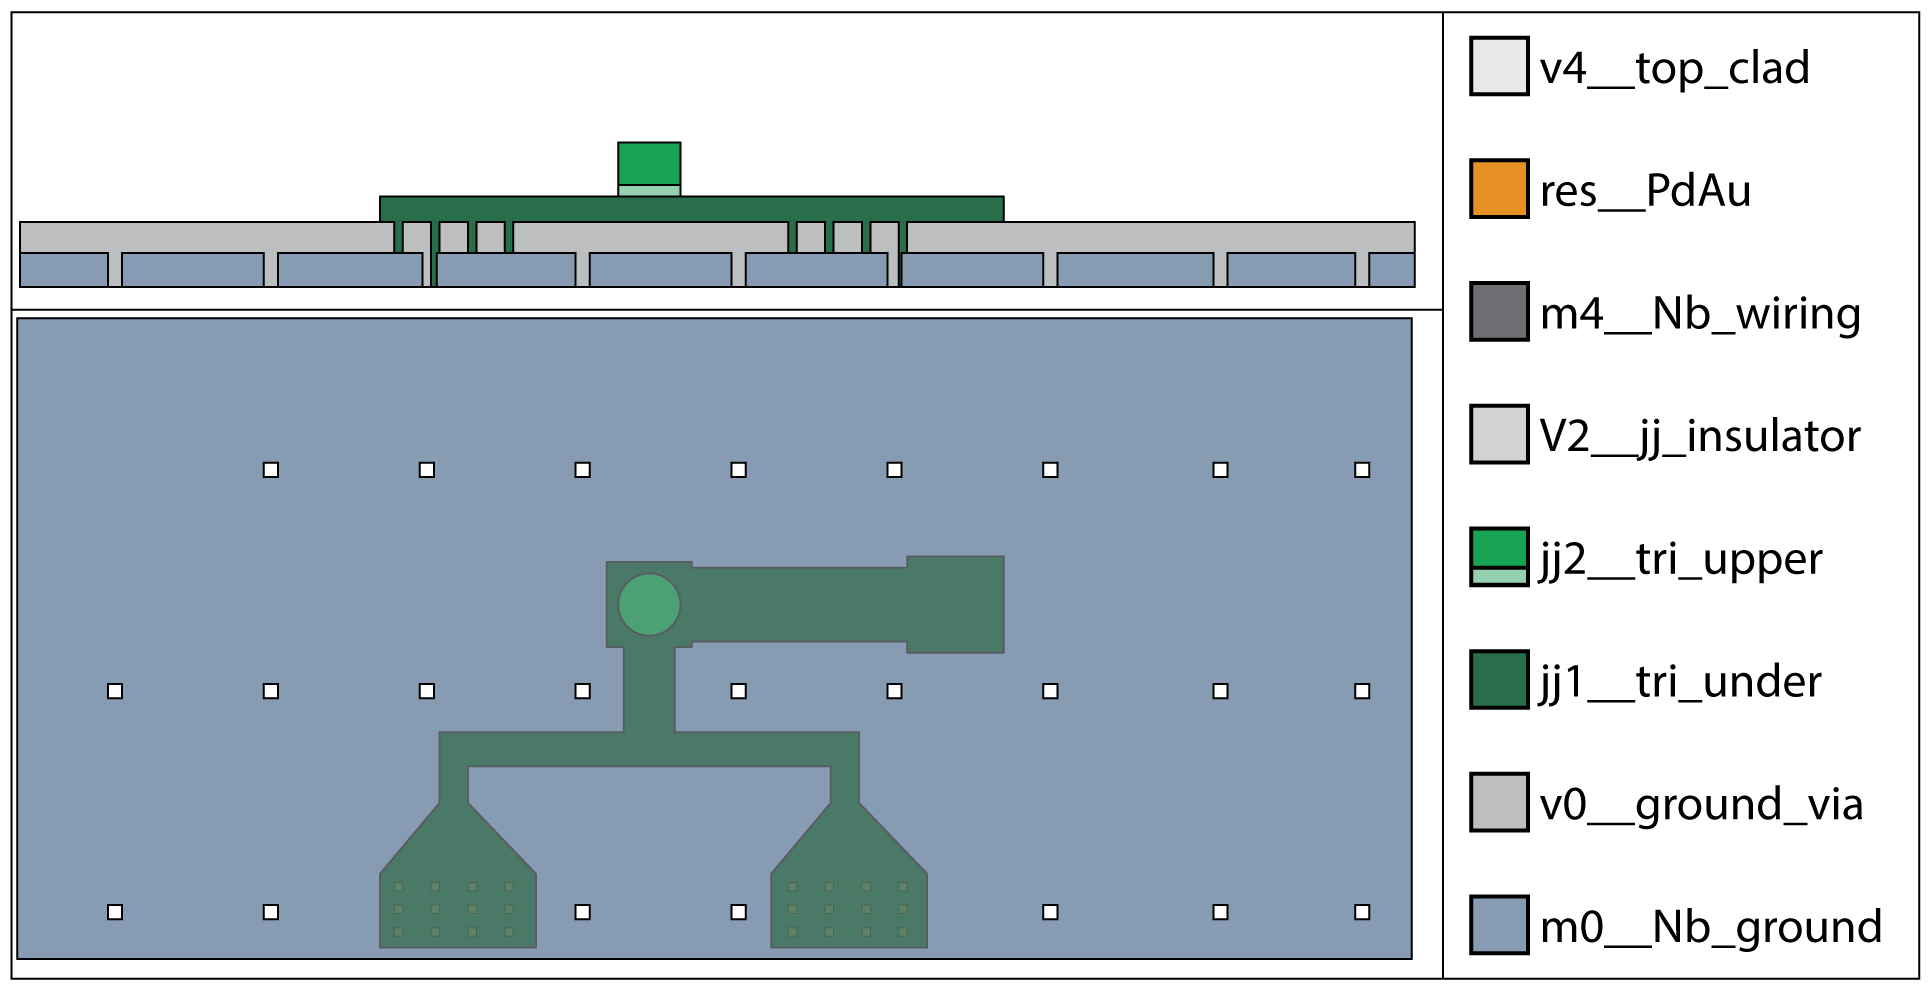 v4__top_clad
res__PdAu
m4__Nb_wiring
V2__jj_insulator
jj2__tri_upper
jj1__tri_under
v0__ground_via
m0__Nb_ground